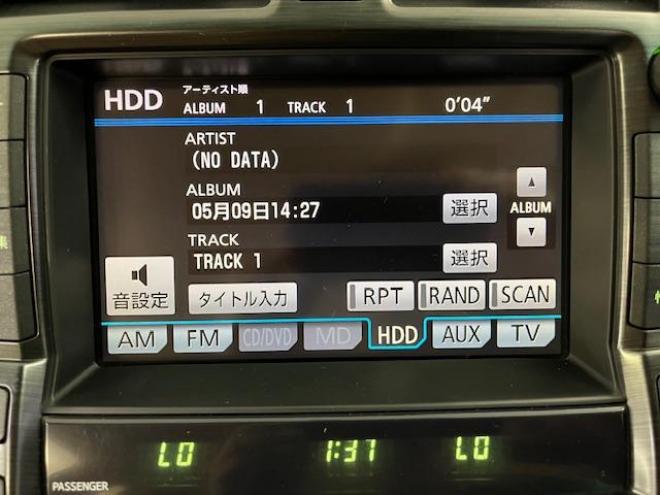 HDD アーティスト順
ALBUM 1 TRACK 1 0'04"
ARTIST
(NO DATA)
ALBUM
05月09日14:27 選択
ALBUM
TRACK
TRACK 1 選択
音設定 タイトル入力 RPT RAND SCAN
AM FM CD/DVD MD HDD AUX TV
LO 1:37 LO
PASSENGER